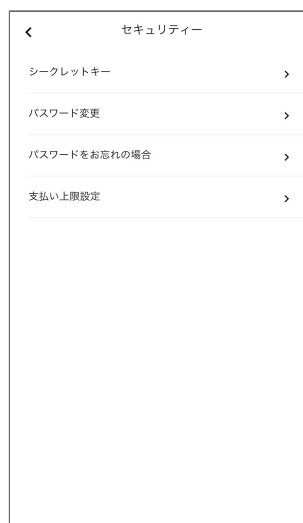 セキュリティー
シークレットキー
パスワード変更
パスワードをお忘れの場合
支払い上限設定